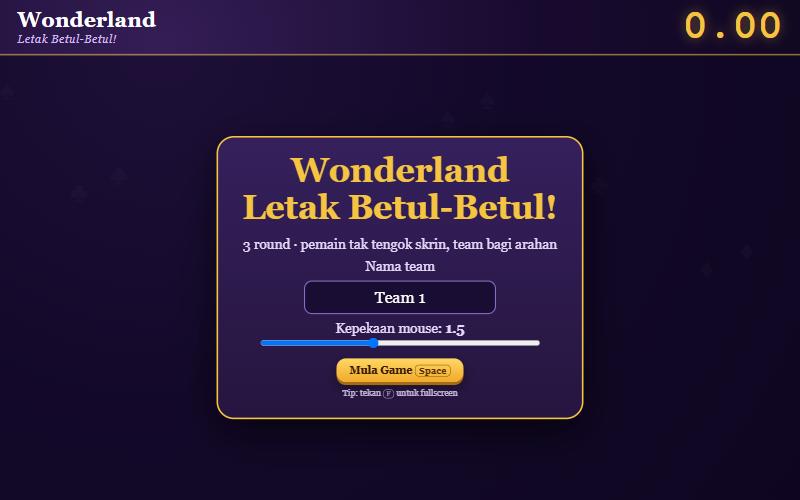 Wonderland
Letak Betul-Betul!
0.00
Wonderland
Letak Betul-Betul!
3 round · pemain tak tengok skrin, team bagi arahan
Nama team
Team 1
Kepekaan mouse: 1.5
Mula Game Space
Tip: tekan F untuk fullscreen